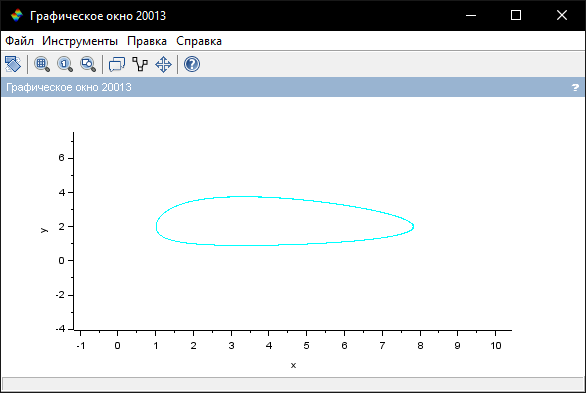 Графическое окно 20013
Файл Инструменты Правка Справка
Графическое окно 20013 ?
6
4
y
2
0
-2
-4
-1 0 1 2 3 4 5 6 7 8 9 10
x